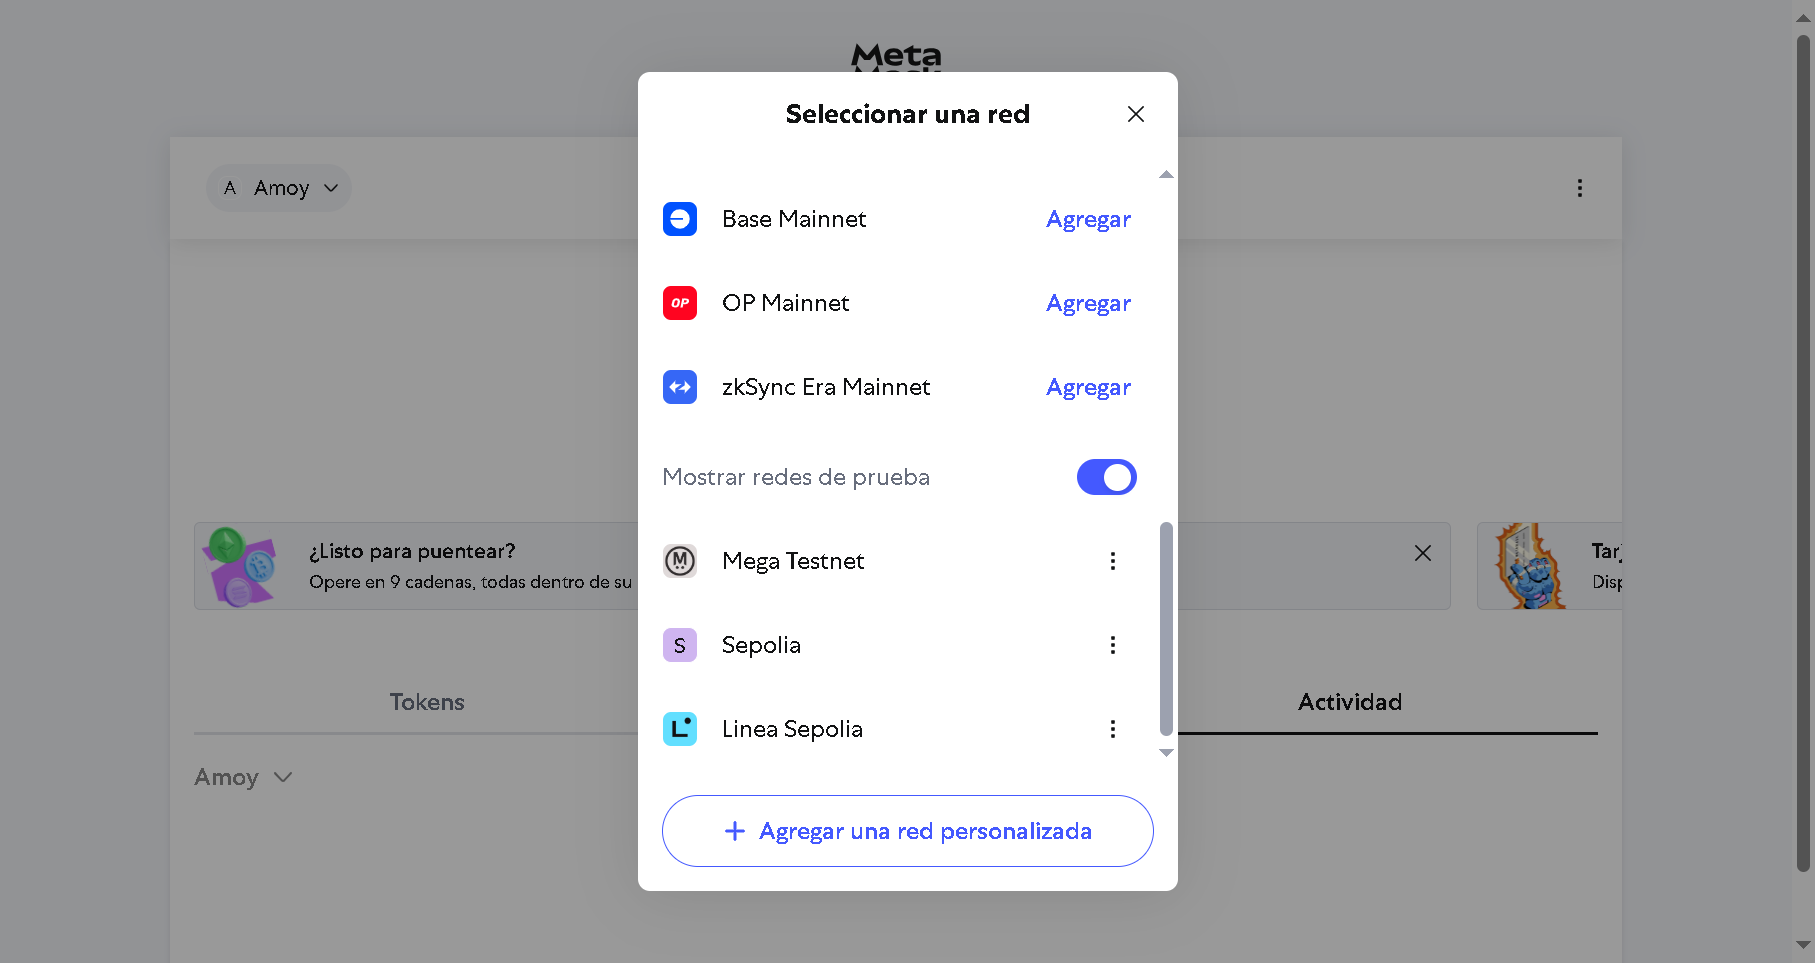 Meta
Seleccionar una red
A Amoy
Base Mainnet Agregar
OP OP Mainnet Agregar
zkSync Era Mainnet Agregar
Mostrar redes de prueba
¿Listo para puentear?
Opere en 9 cadenas, todas dentro de su
M Mega Testnet
S Sepolia
L Linea Sepolia
Tokens
Actividad
Amoy
+ Agregar una red personalizada